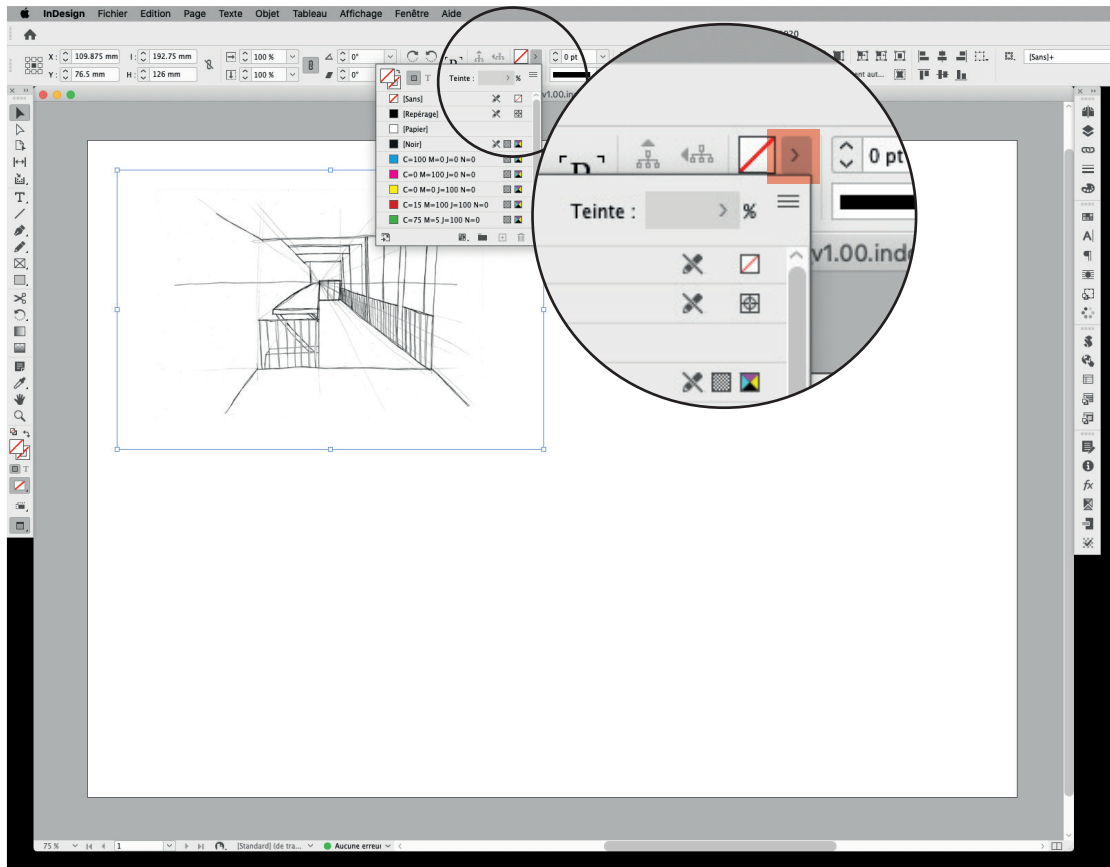 InDesign Fichier Edition Page Texte Objet Tableau Affichage Fenêtre Aide
X : 109.875 mm I : 192.75 mm 100 % 0° 0 pt [Sans]+
Y : 76.5 mm H : 126 mm 100 % 0°
T Teinte : %
[Sans]
[Repérage]
[Papier]
[Noir]
C=100 M=0 J=0 N=0
C=0 M=100 J=0 N=0
C=0 M=0 J=100 N=0
C=15 M=100 J=100 N=0
C=75 M=5 J=100 N=0
0 pt
Teinte : %
v1.00.ind
75 % 1 [Standard] (de tra... Aucune erreur